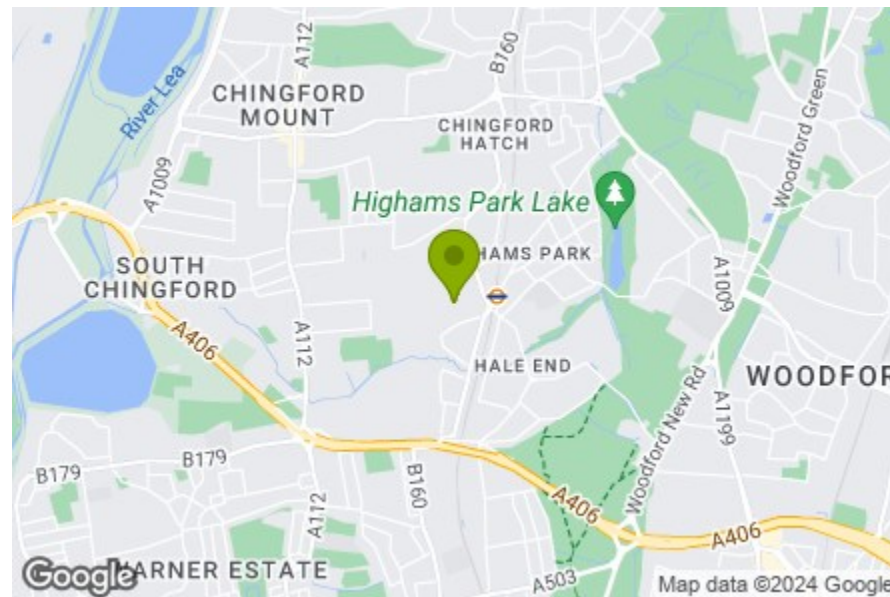 A112
B160
River Lea
CHINGFORD
MOUNT
CHINGFORD
HATCH
Woodford Green
A1009
Highams Park Lake
HAMS PARK
SOUTH
CHINGFORD
A1009
A406
A112
HALE END
WOODFOR
Woodford New Rd
A1199
B179
B179
B160
A112
A406
A406
A503
Google
ARNER ESTATE
Map data ©2024 Google